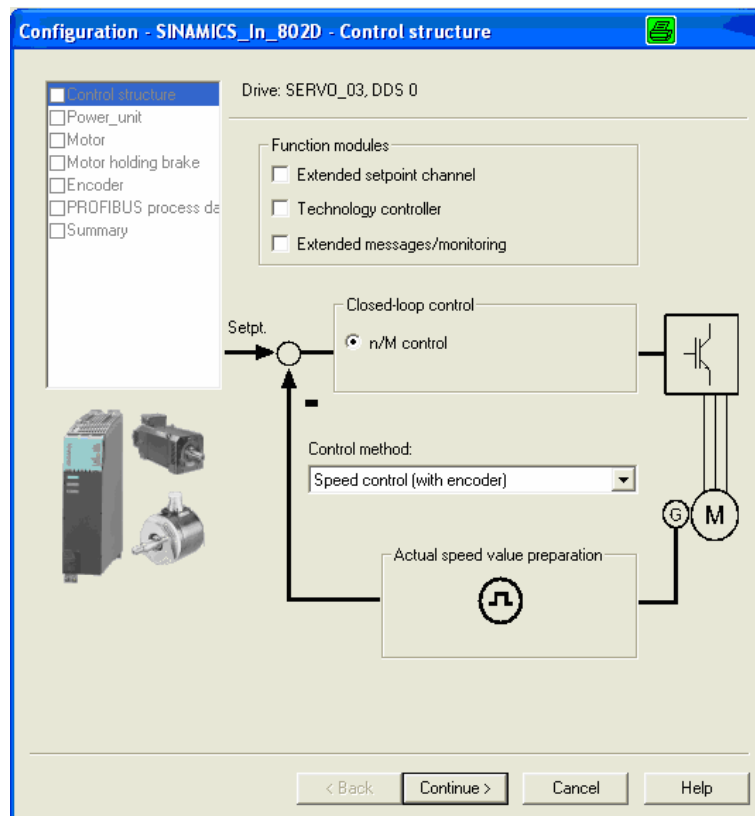 Configuration - SINAMICS_In_802D - Control structure
Control structure
Power_unit
Motor
Motor holding brake
Encoder
PROFIBUS process da
Summary
Drive: SERVO_03, DDS 0
Function modules
Extended setpoint channel
Technology controller
Extended messages/monitoring
Closed-loop control
Setpt.
n/M control
Control method:
Speed control (with encoder)
G
M
Actual speed value preparation
< Back
Continue >
Cancel
Help